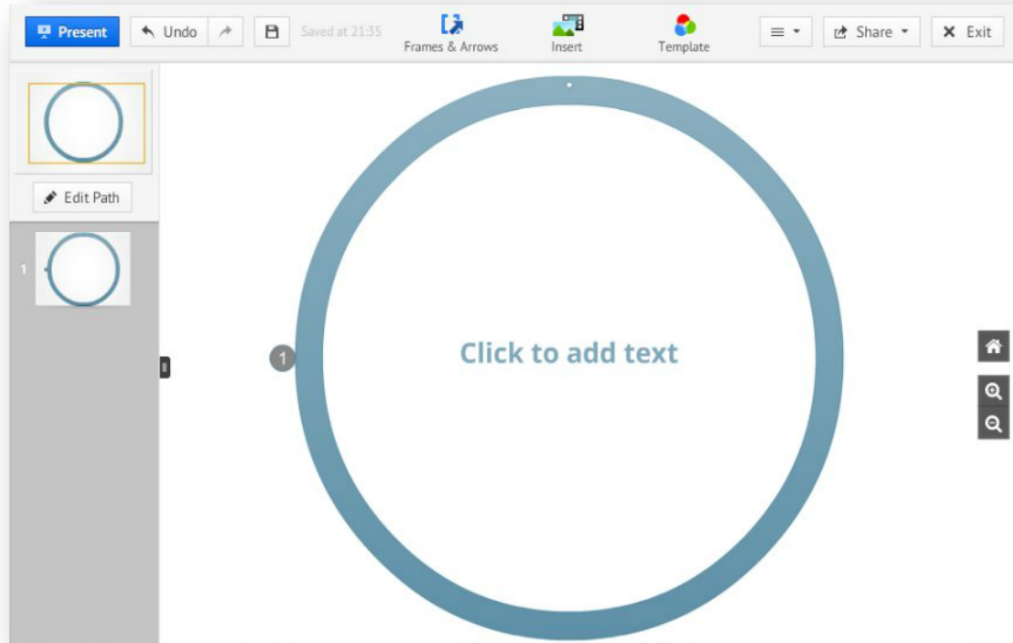 Present
Undo
Saved at 21:35
Frames & Arrows
Insert
Template
Share
Exit
Edit Path
1
1
Click to add text